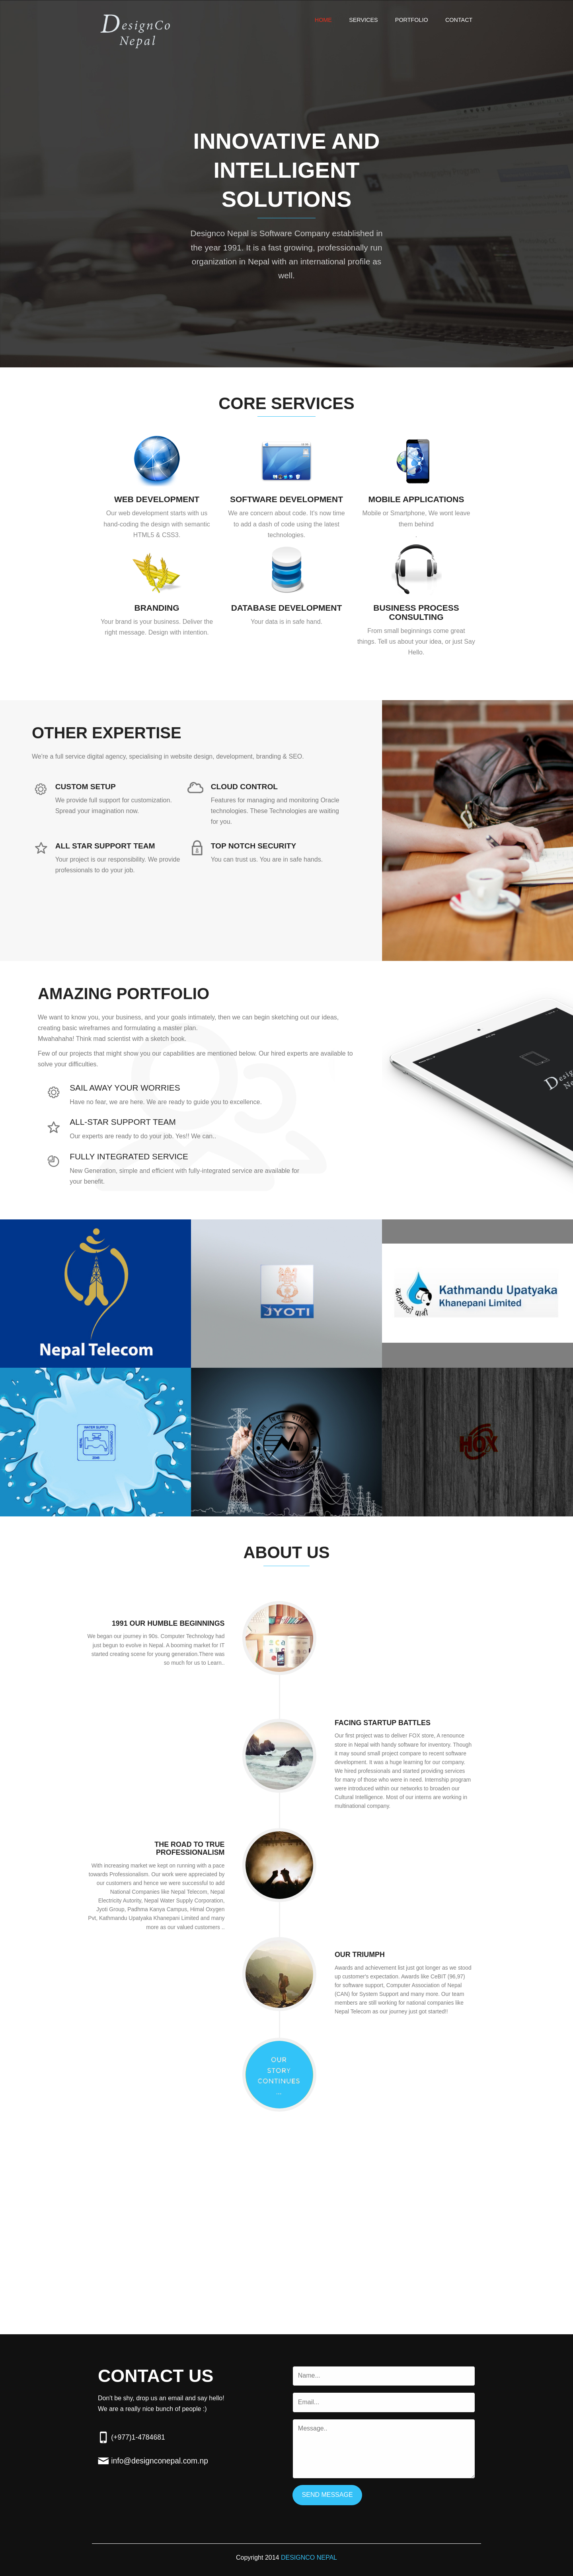 DesignCo
Nepal
HOME
SERVICES
PORTFOLIO
CONTACT
INNOVATIVE AND
INTELLIGENT
SOLUTIONS
Designco Nepal is Software Company established in
the year 1991. It is a fast growing, professionally run
organization in Nepal with an international profile as
well.
CORE SERVICES
WEB DEVELOPMENT
Our web development starts with us
hand-coding the design with semantic
HTML5 & CSS3.
SOFTWARE DEVELOPMENT
We are concern about code. It's now time
to add a dash of code using the latest
technologies.
MOBILE APPLICATIONS
Mobile or Smartphone, We wont leave
them behind
.
BRANDING
Your brand is your business. Deliver the
right message. Design with intention.
DATABASE DEVELOPMENT
Your data is in safe hand.
BUSINESS PROCESS
CONSULTING
From small beginnings come great
things. Tell us about your idea, or just Say
Hello.
OTHER EXPERTISE
We're a full service digital agency, specialising in website design, development, branding & SEO.
CUSTOM SETUP
We provide full support for customization.
Spread your imagination now.
CLOUD CONTROL
Features for managing and monitoring Oracle
technologies. These Technologies are waiting
for you.
ALL STAR SUPPORT TEAM
Your project is our responsibility. We provide
professionals to do your job.
TOP NOTCH SECURITY
You can trust us. You are in safe hands.
AMAZING PORTFOLIO
We want to know you, your business, and your goals intimately, then we can begin sketching out our ideas,
creating basic wireframes and formulating a master plan.
Mwahahaha! Think mad scientist with a sketch book.
Few of our projects that might show you our capabilities are mentioned below. Our hired experts are available to
solve your difficulties.
SAIL AWAY YOUR WORRIES
Have no fear, we are here. We are ready to guide you to excellence.
ALL-STAR SUPPORT TEAM
Our experts are ready to do your job. Yes!! We can..
FULLY INTEGRATED SERVICE
New Generation, simple and efficient with fully-integrated service are available for
your benefit.
Nepal Telecom
JYOTI
Kathmandu Upatyaka
Khanepani Limited
WATER SUPPLY
HOX
ABOUT US
1991 OUR HUMBLE BEGINNINGS
We began our journey in 90s, Computer Technology had
just begun to evolve in Nepal. A booming market for IT
started creating scene for young generation.There was
so much for us to Learn..
FACING STARTUP BATTLES
Our first project was to deliver FOX store, A renounce
store in Nepal with handy software for inventory. Though
it may sound small project compare to recent software
development. It was a huge learning for our company.
We hired professionals and started providing services
for many of those who were in need. Internship program
were introduced within our networks to broaden our
Cultural Intelligence. Most of our interns are working in
multinational company.
THE ROAD TO TRUE
PROFESSIONALISM
With increasing market we kept on running with a pace
towards Professionalism. Our work were appreciated by
our customers and hence we were successful to add
National Companies like Nepal Telecom, Nepal
Electricity Autority, Nepal Water Supply Corporation,
Jyoti Group, Padhma Kanya Campus, Himal Oxygen
Pvt, Kathmandu Upatyaka Khanepani Limited and many
more as our valued customers ..
OUR TRIUMPH
Awards and achievement list just got longer as we stood
up customer's expectation. Awards like CeBIT (96,97)
for software support, Computer Association of Nepal
(CAN) for System Support and many more. Our team
members are still working for national companies like
Nepal Telecom as our journey just got started!!
OUR
STORY
CONTINUES
...
CONTACT US
Don't be shy, drop us an email and say hello!
We are a really nice bunch of people :)
(+977)1-4784681
info@designconepal.com.np
Name...
Email...
Message..
SEND MESSAGE
Copyright 2014 DESIGNCO NEPAL